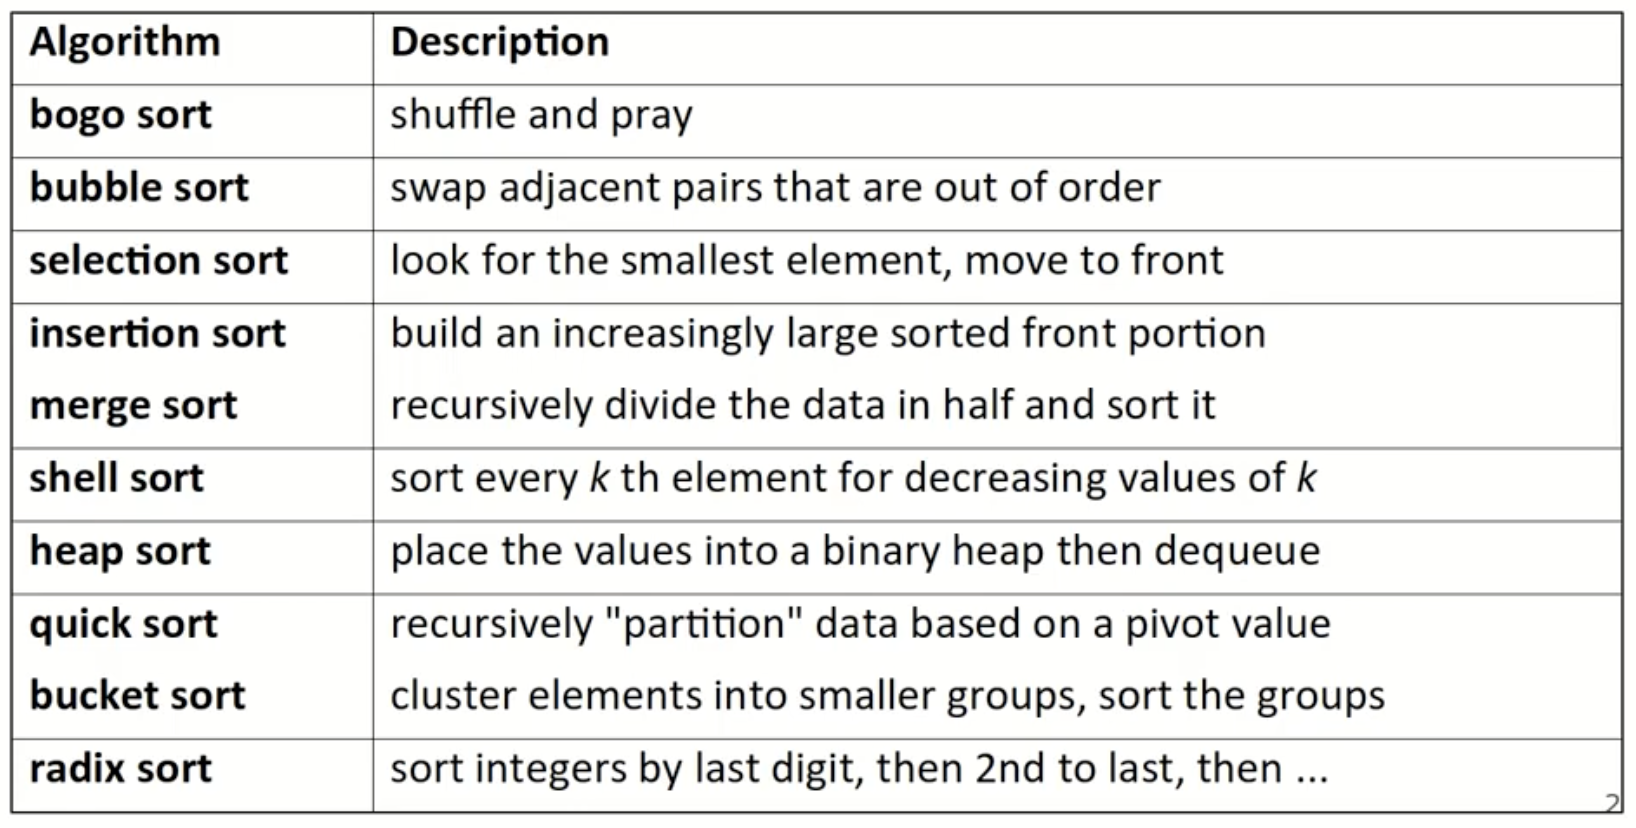 Algorithm Description
bogo sort shuffle and pray
bubble sort swap adjacent pairs that are out of order
selection sort look for the smallest element, move to front
insertion sort build an increasingly large sorted front portion
merge sort recursively divide the data in half and sort it
shell sort sort every k th element for decreasing values of k
heap sort place the values into a binary heap then dequeue
quick sort recursively "partition" data based on a pivot value
bucket sort cluster elements into smaller groups, sort the groups
radix sort sort integers by last digit, then 2nd to last, then ...
2